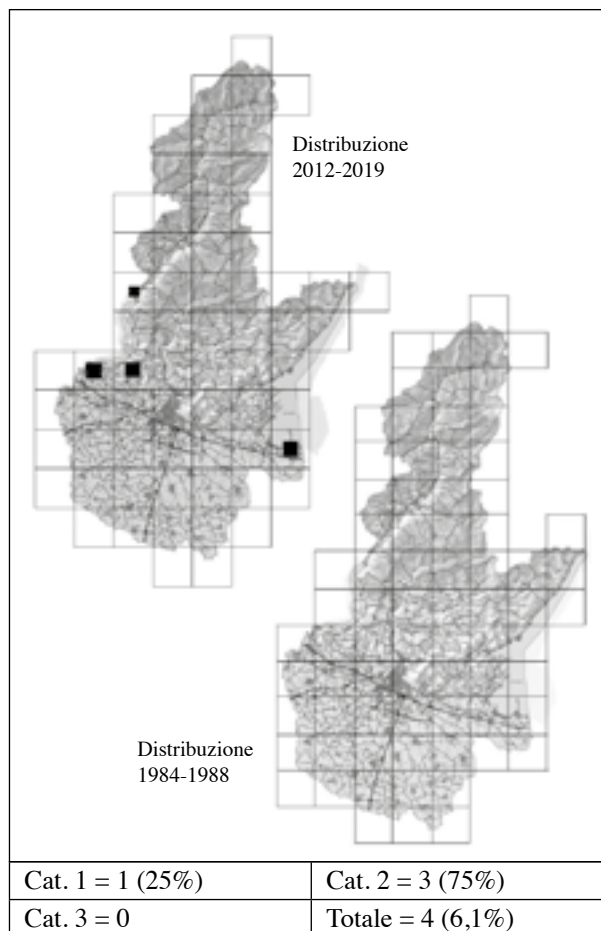 Distribuzione
2012-2019
Distribuzione
1984-1988
Cat. 1 = 1 (25%)
Cat. 2 = 3 (75%)
Cat. 3 = 0
Totale = 4 (6,1%)